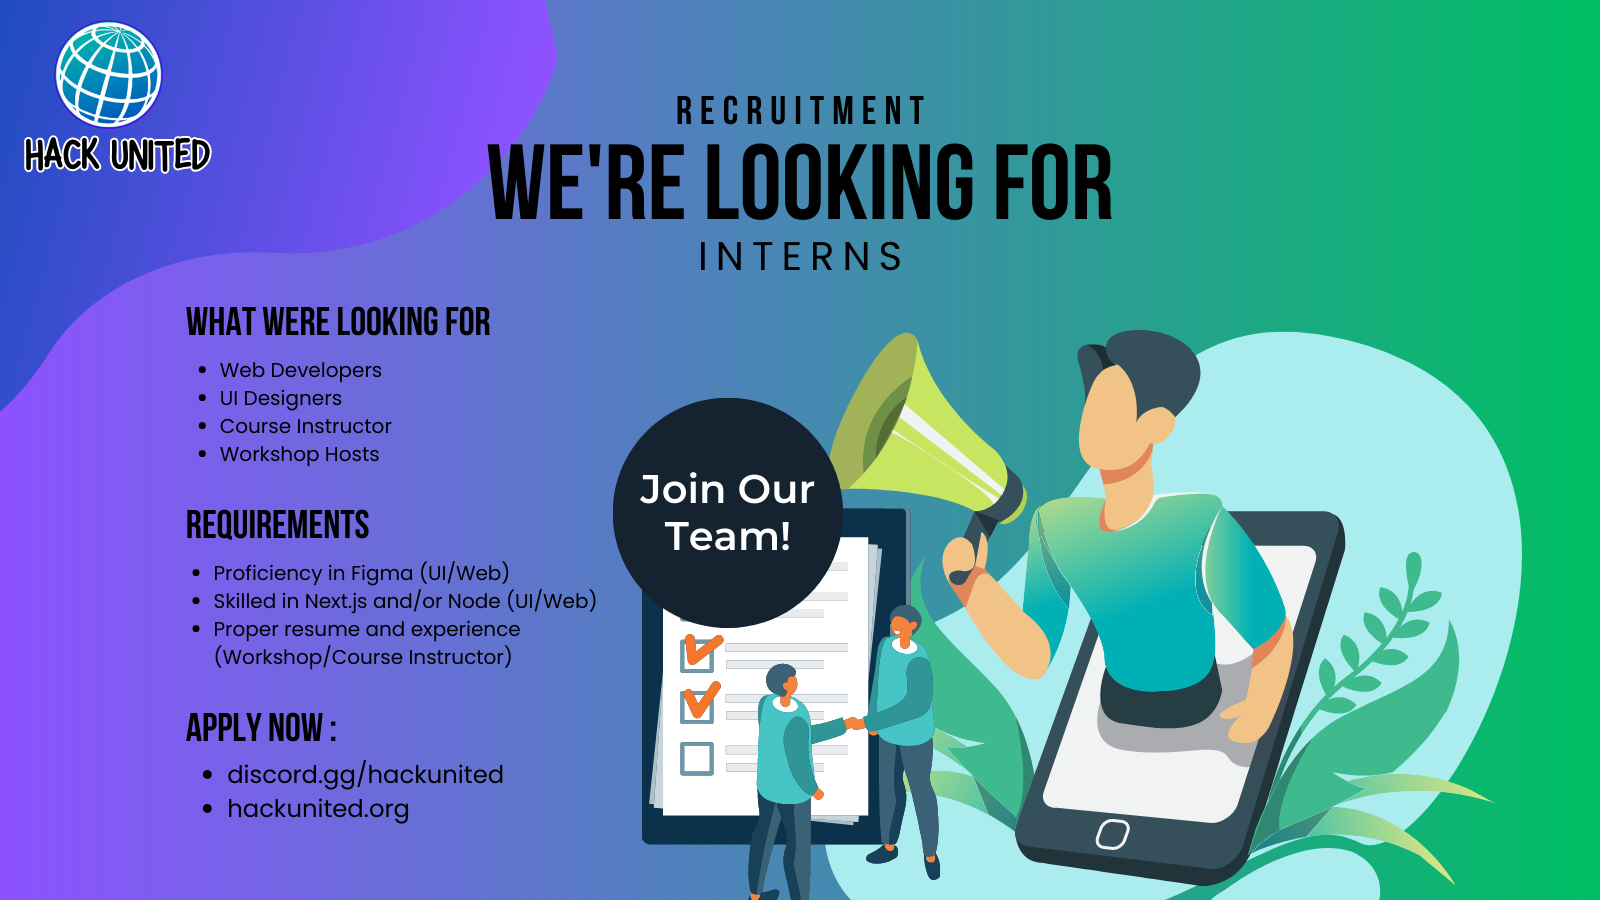 HACK UNITED
RECRUITMENT
WE'RE LOOKING FOR
INTERNS
WHAT WERE LOOKING FOR
• Web Developers
• UI Designers
• Course Instructor
• Workshop Hosts
REQUIREMENTS
• Proficiency in Figma (UI/Web)
• Skilled in Next.js and/or Node (UI/Web)
• Proper resume and experience
(Workshop/Course Instructor)
APPLY NOW :
• discord.gg/hackunited
• hackunited.org
Join Our
Team!